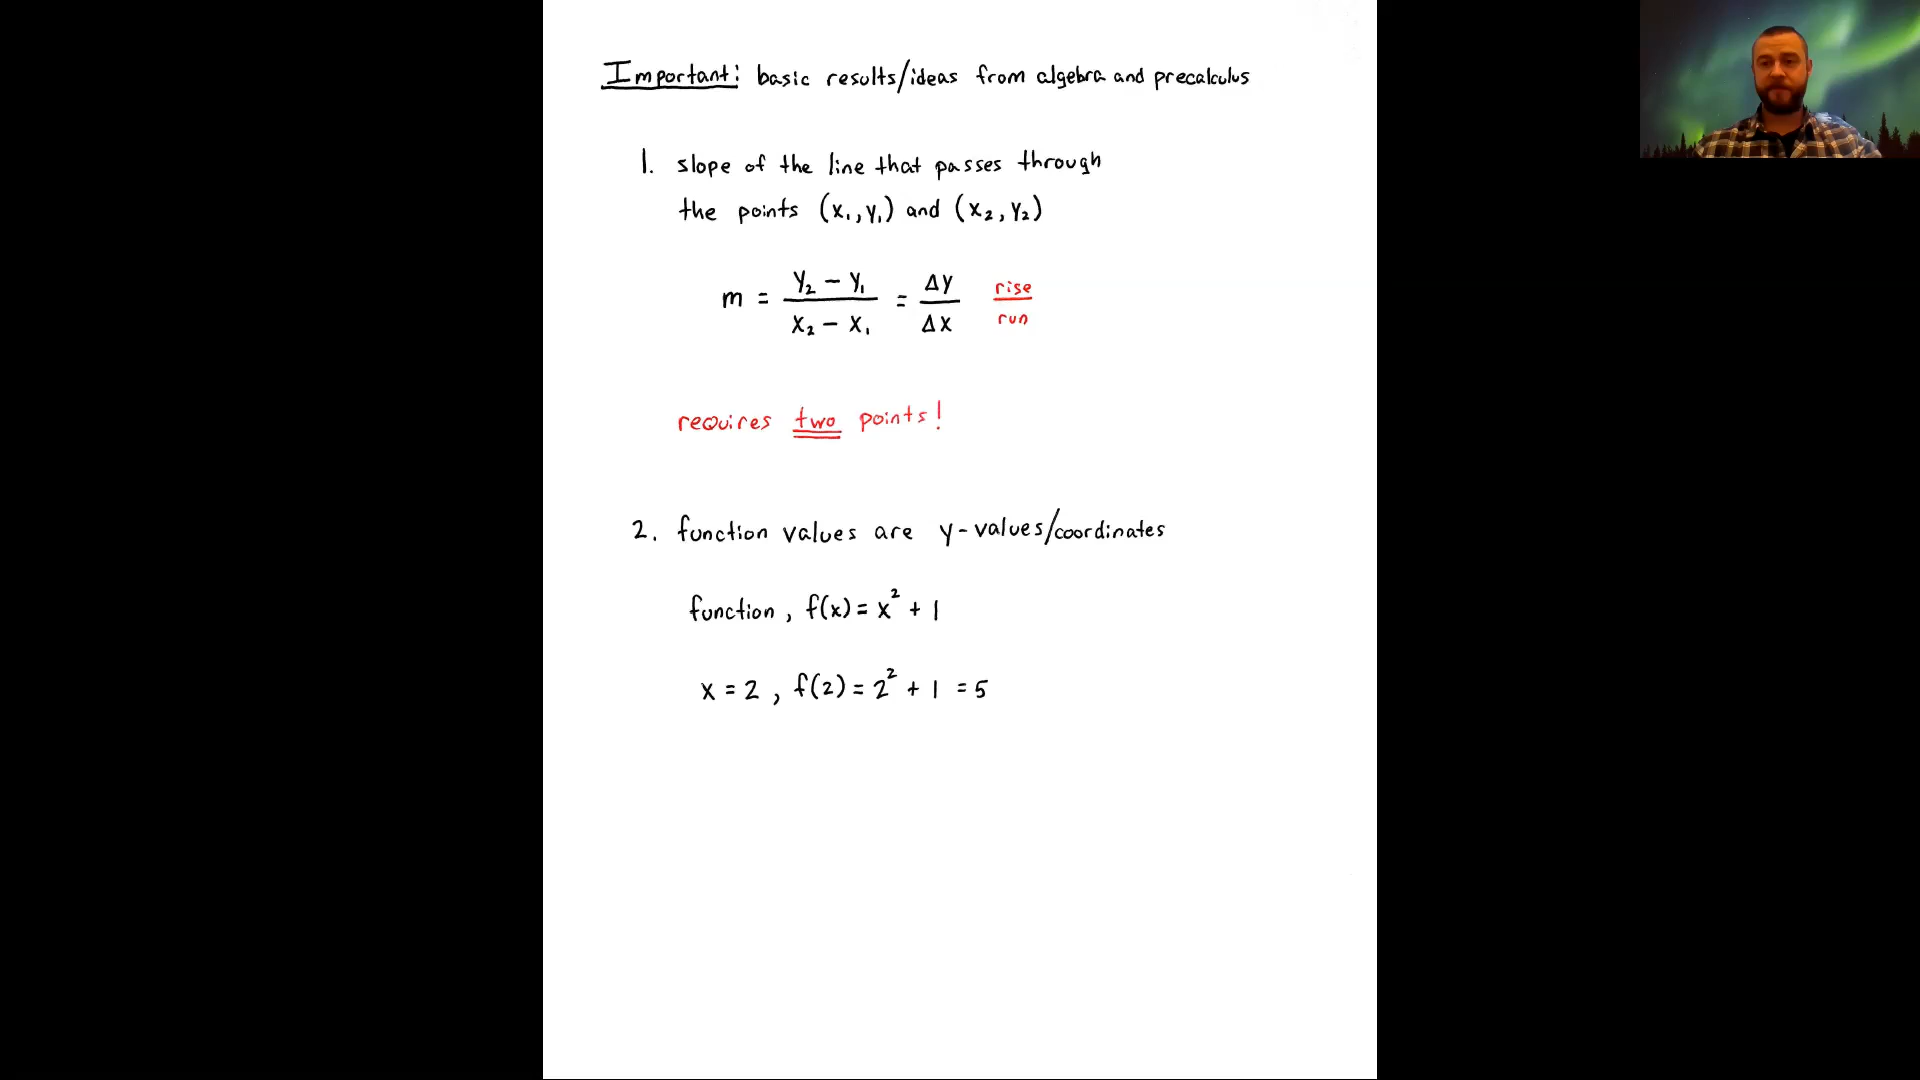 Important: basic results/ideas from algebra and precalculus
1. slope of the line that passes through
the points (x₁, y₁) and (x₂, y₂)
m = (y₂ − y₁)/(x₂ − x₁) = Δy/Δx rise/run
requires two points!
2. function values are y-values/coordinates
function, f(x) = x² + 1
x = 2, f(2) = 2² + 1 = 5